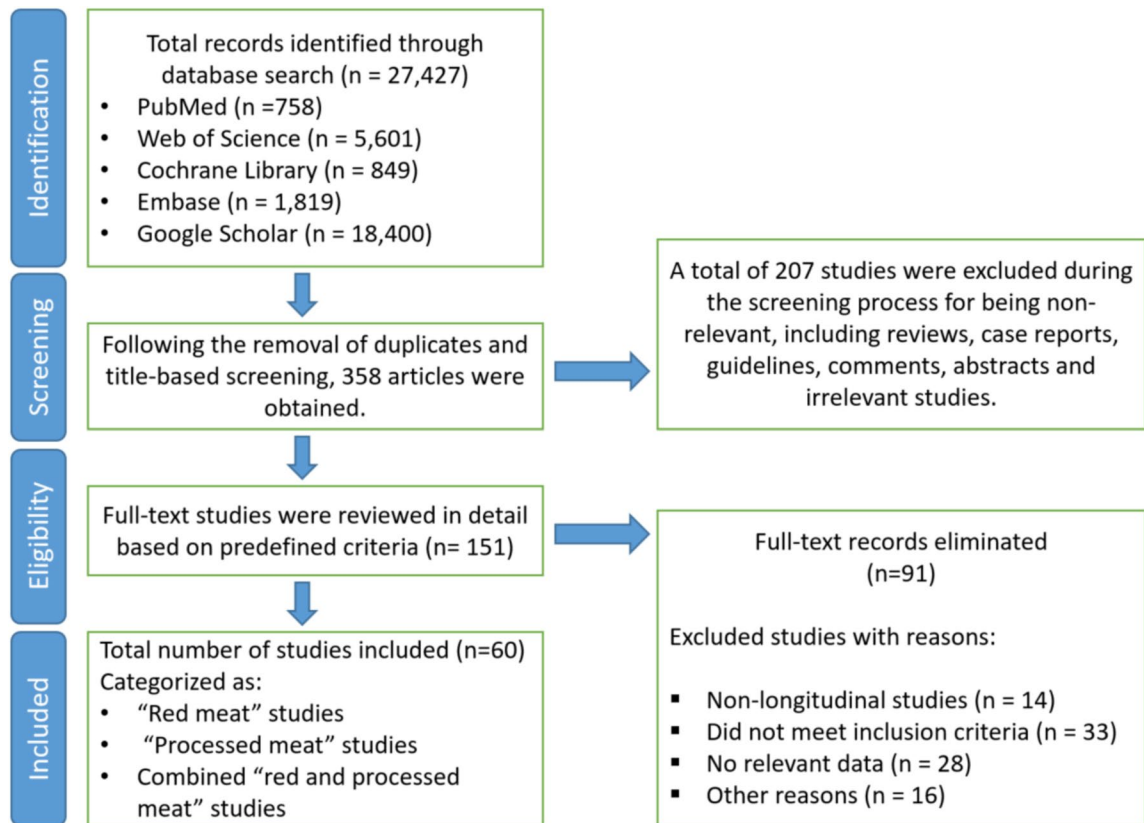 Identification
Total records identified through
database search (n = 27,427)
• PubMed (n =758)
• Web of Science (n = 5,601)
• Cochrane Library (n = 849)
• Embase (n = 1,819)
• Google Scholar (n = 18,400)
Screening
Following the removal of duplicates and
title-based screening, 358 articles were
obtained.
A total of 207 studies were excluded during
the screening process for being non-
relevant, including reviews, case reports,
guidelines, comments, abstracts and
irrelevant studies.
Eligibility
Full-text studies were reviewed in detail
based on predefined criteria (n= 151)
Full-text records eliminated
(n=91)
Excluded studies with reasons:
▪ Non-longitudinal studies (n = 14)
▪ Did not meet inclusion criteria (n = 33)
▪ No relevant data (n = 28)
▪ Other reasons (n = 16)
Included
Total number of studies included (n=60)
Categorized as:
• “Red meat” studies
• “Processed meat” studies
• Combined “red and processed
meat” studies